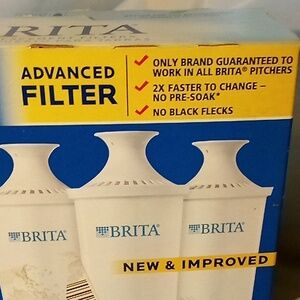 BRITA
ADVANCED
FILTER
✓ ONLY BRAND GUARANTEED TO
WORK IN ALL BRITA® PITCHERS
✓ 2X FASTER TO CHANGE –
NO PRE-SOAK*
✓ NO BLACK FLECKS
BRITA
BRITA
BRITA
NEW & IMPROVED